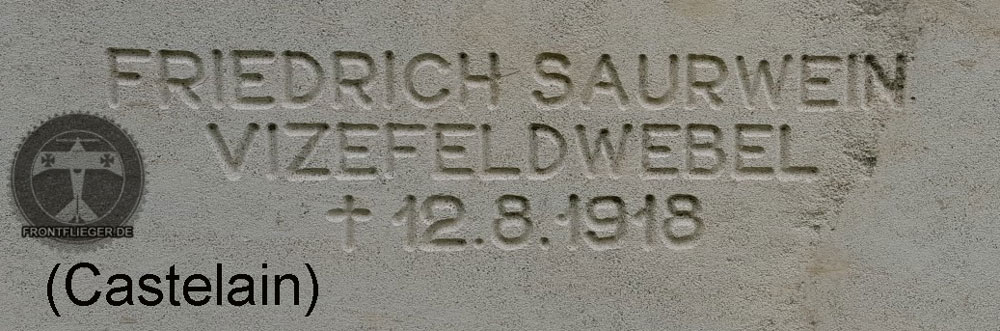 FRIEDRICH SAURWEIN
VIZEFELDWEBEL
† 12.8.1918
FRONTFLIEGER.DE
(Castelain)